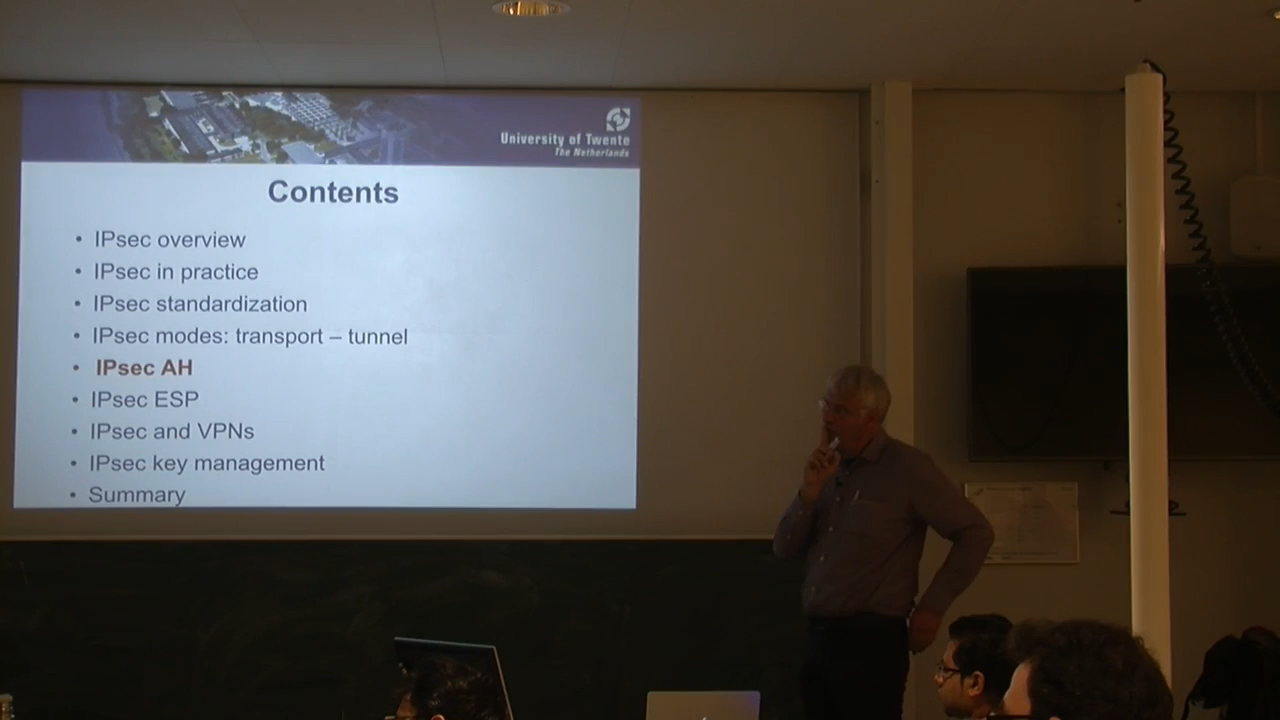 University of Twente
The Netherlands
Contents
• IPsec overview
• IPsec in practice
• IPsec standardization
• IPsec modes: transport – tunnel
• IPsec AH
• IPsec ESP
• IPsec and VPNs
• IPsec key management
• Summary